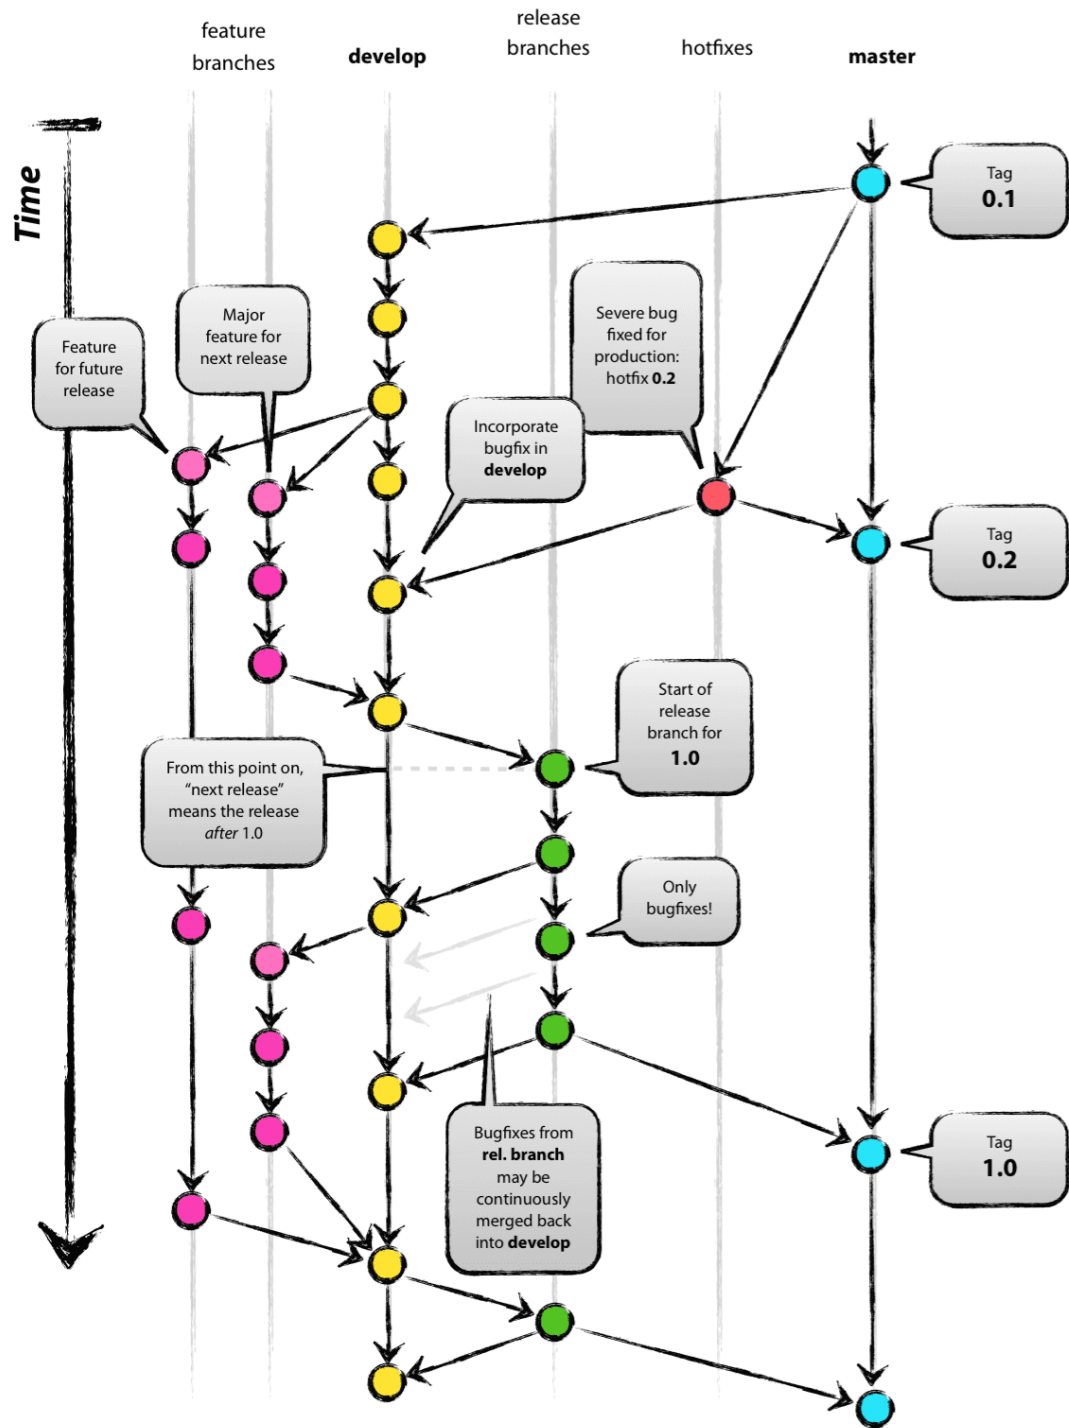 feature
branches
develop
release
branches
hotfixes
master
Time
Tag
0.1
Major
feature for
next release
Feature
for future
release
Severe bug
fixed for
production:
hotfix 0.2
Incorporate
bugfix in
develop
Tag
0.2
Start of
release
branch for
1.0
From this point on,
“next release”
means the release
after 1.0
Only
bugfixes!
Bugfixes from
rel. branch
may be
continuously
merged back
into develop
Tag
1.0